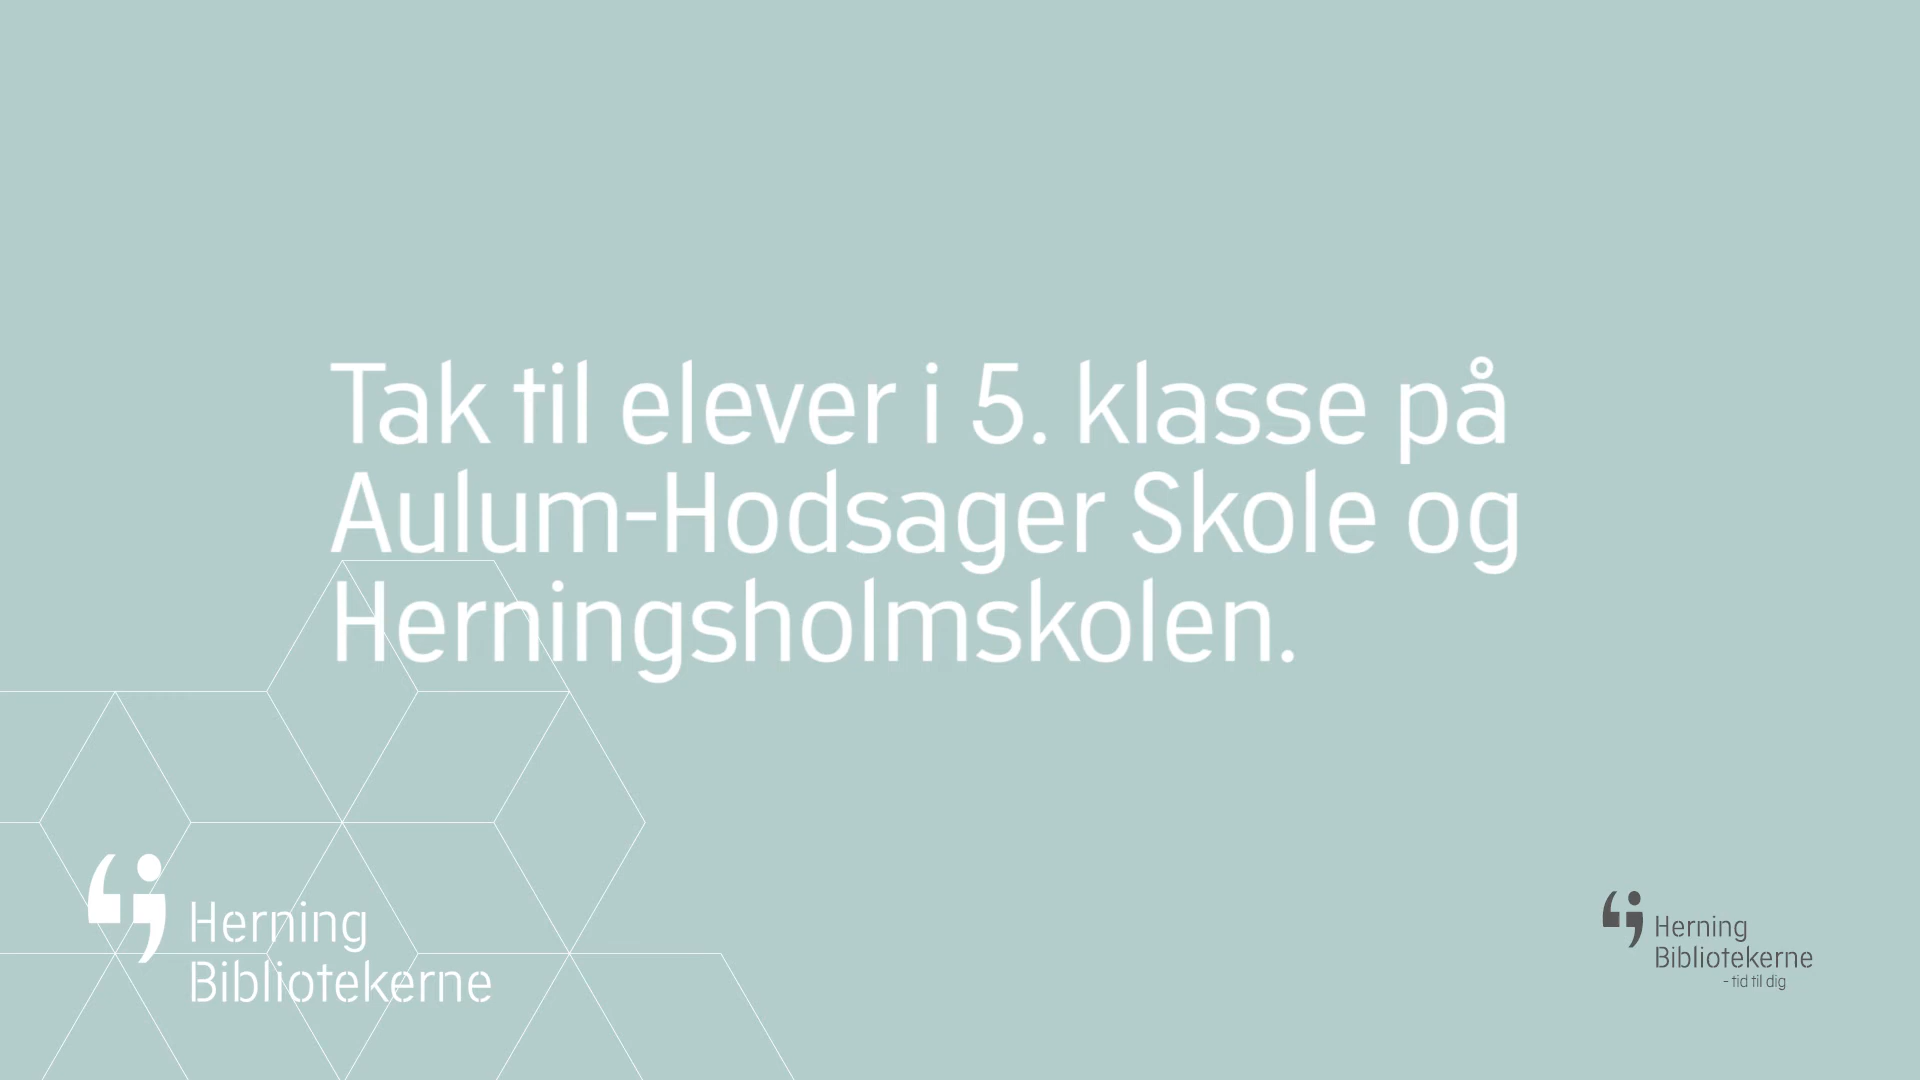 Tak til elever i 5. klasse på
Aulum-Hodsager Skole og
Herningsholmskolen.
Herning
Bibliotekerne
Herning
Bibliotekerne
- tid til dig